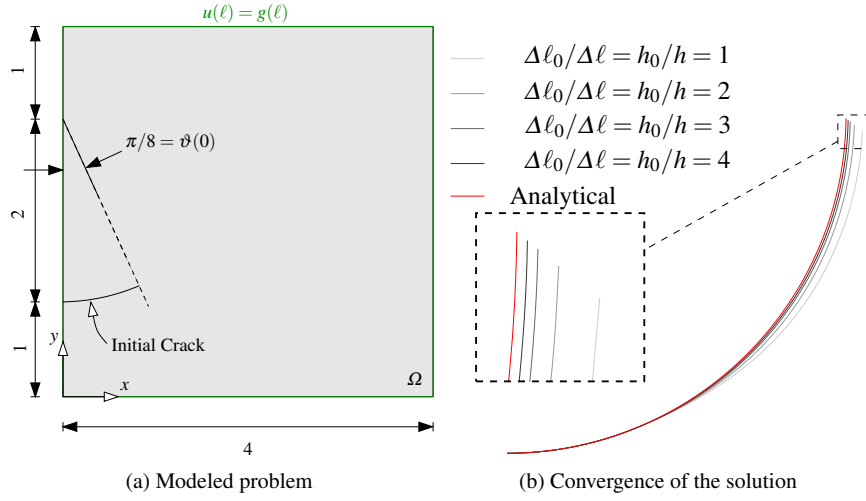 u(ℓ) = g(ℓ)
1
π/8 = ϑ(0)
2
Initial Crack
1
y
x
Ω
4
(a) Modeled problem
Δℓ₀/Δℓ = h₀/h = 1
Δℓ₀/Δℓ = h₀/h = 2
Δℓ₀/Δℓ = h₀/h = 3
Δℓ₀/Δℓ = h₀/h = 4
Analytical
(b) Convergence of the solution